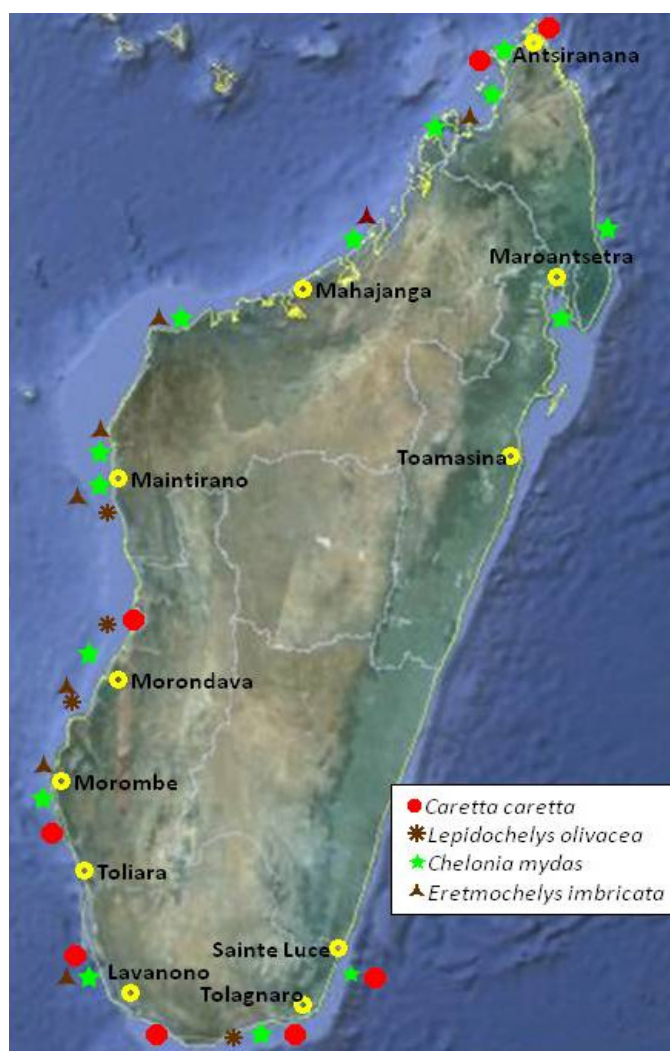 Antsiranana
Maroantsetra
Mahajanga
Toamasina
Maintirano
Morondava
Morombe
Caretta caretta
Lepidochelys olivacea
Chelonia mydas
Eretmochelys imbricata
Toliara
Sainte Luce
Lavanono
Tolagnaro